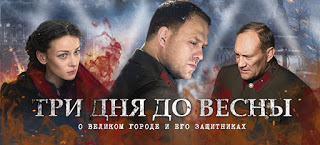 ТРИ ДНЯ ДО ВЕСНЫ
О ВЕЛИКОМ ГОРОДЕ И ЕГО ЗАЩИТНИКАХ